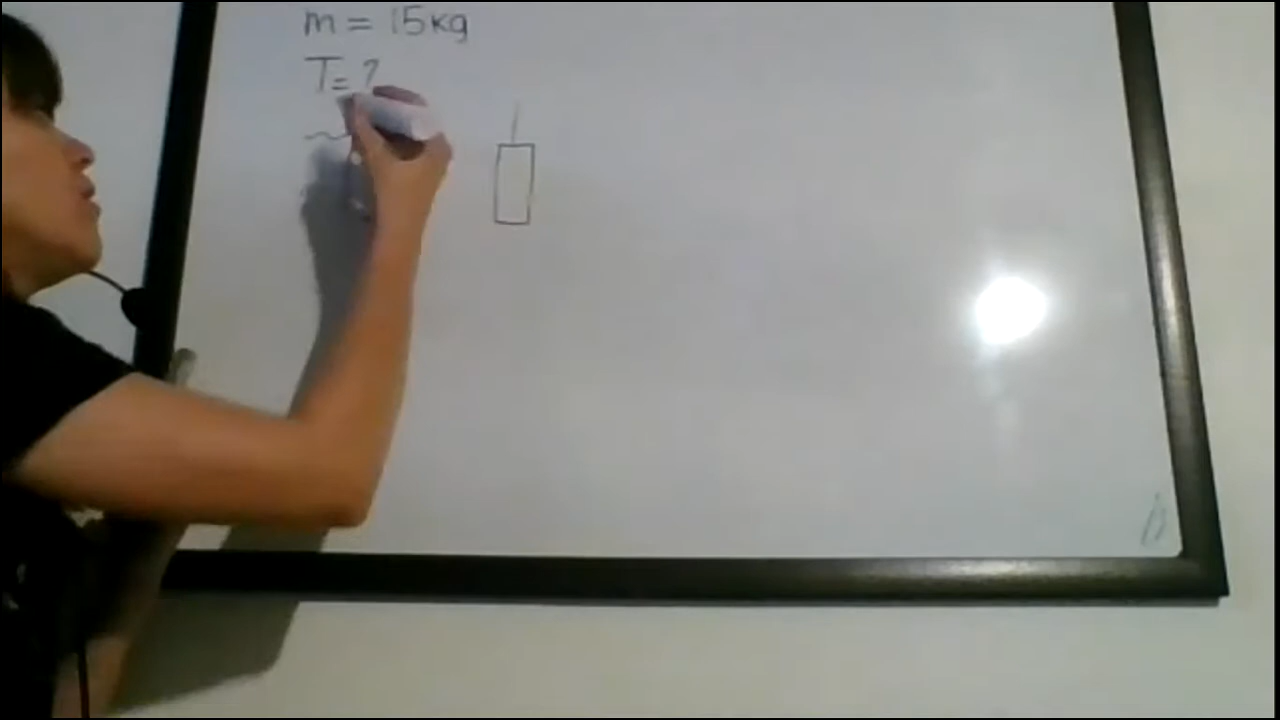 m = 15kg
T= ?